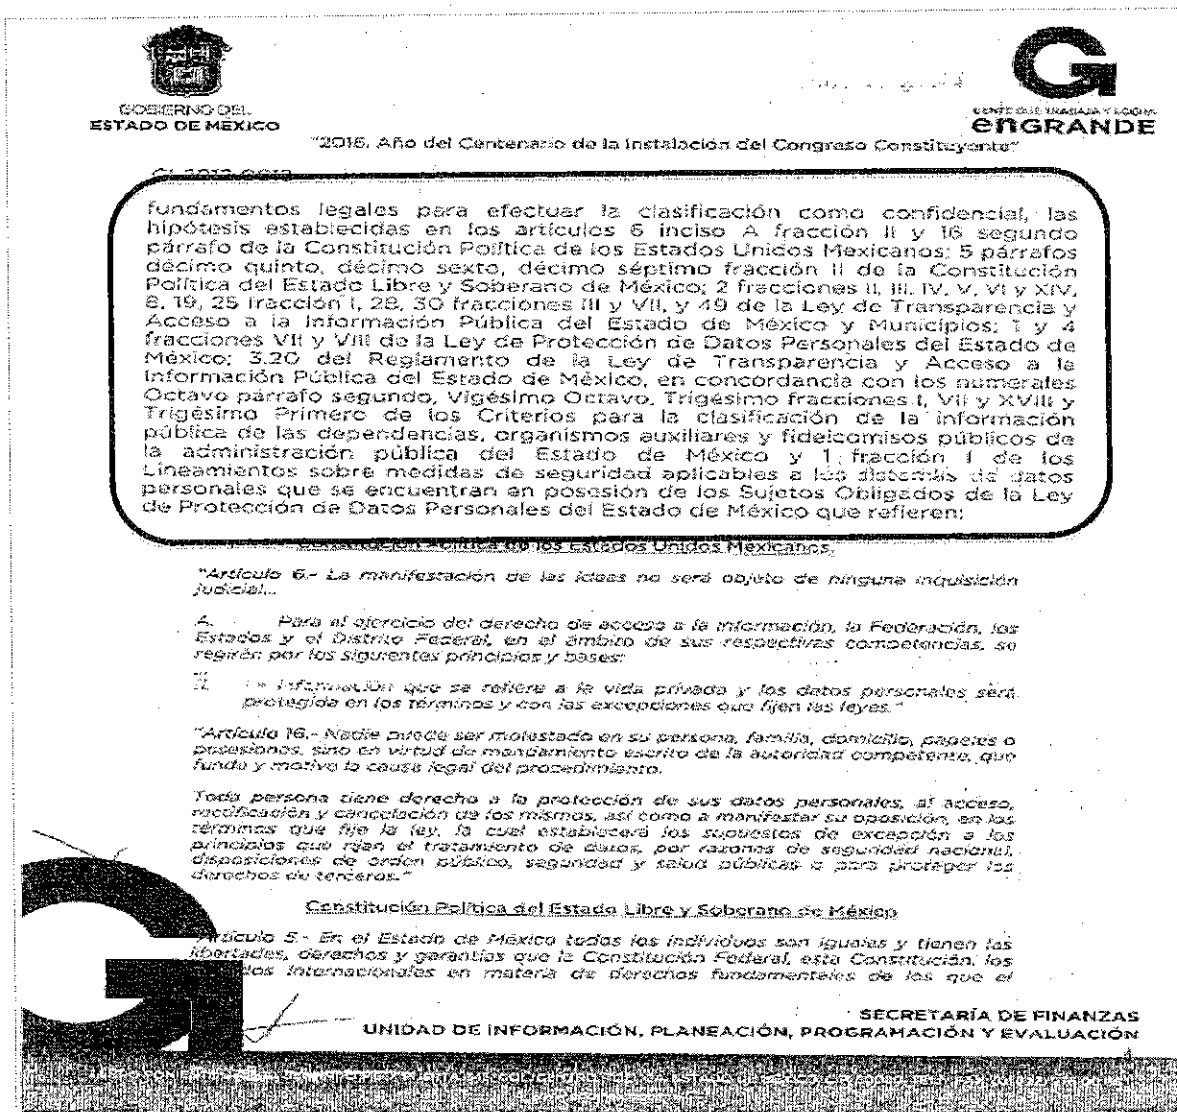 GOBIERNO DEL
ESTADO DE MÉXICO
GENTE QUE TRABAJA Y LOGRA
enGRANDE
"2016. Año del Centenario de la Instalación del Congreso Constituyente"
fundamentos legales para efectuar la clasificación como confidencial, las
hipótesis establecidas en los artículos 6 inciso A fracción II y 16 segundo
párrafo de la Constitución Política de los Estados Unidos Mexicanos; 5 párrafos
décimo quinto, décimo sexto, décimo séptimo fracción II de la Constitución
Política del Estado Libre y Soberano de México; 2 fracciones II, III, IV, V, VI y XIV,
8, 19, 25 fracción I, 28, 30 fracciones III y VII, y 49 de la Ley de Transparencia y
Acceso a la Información Pública del Estado de México y Municipios; 1 y 4
fracciones VII y VIII de la Ley de Protección de Datos Personales del Estado de
México; 3.20 del Reglamento de la Ley de Transparencia y Acceso a la
Información Pública del Estado de México, en concordancia con los numerales
Octavo párrafo segundo, Vigésimo Octavo, Trigésimo fracciones I, VII y XVIII y
Trigésimo Primero de los Criterios para la clasificación de la información
pública de las dependencias, organismos auxiliares y fideicomisos públicos de
la administración pública del Estado de México y 1 fracción I de los
Lineamientos sobre medidas de seguridad aplicables a los sistemas de datos
personales que se encuentran en posesión de los Sujetos Obligados de la Ley
de Protección de Datos Personales del Estado de México que refieren:
Constitución Política de los Estados Unidos Mexicanos.
"Artículo 6.- La manifestación de las ideas no será objeto de ninguna inquisición
judicial...
A. Para el ejercicio del derecho de acceso a la información, la Federación, los
Estados y el Distrito Federal, en el ámbito de sus respectivas competencias, se
regirán por los siguientes principios y bases:
II. La información que se refiere a la vida privada y los datos personales será
protegida en los términos y con las excepciones que fijen las leyes."
"Artículo 16.- Nadie puede ser molestado en su persona, familia, domicilio, papeles o
posesiones, sino en virtud de mandamiento escrito de la autoridad competente, que
funde y motive la causa legal del procedimiento.
Toda persona tiene derecho a la protección de sus datos personales, al acceso,
rectificación y cancelación de los mismos, así como a manifestar su oposición, en los
términos que fije la ley, la cual establecerá los supuestos de excepción a los
principios que rijan el tratamiento de datos, por razones de seguridad nacional,
disposiciones de orden público, seguridad y salud públicas o para proteger los
derechos de terceros."
Constitución Política del Estado Libre y Soberano de México
"Artículo 5.- En el Estado de México todos los individuos son iguales y tienen las
libertades, derechos y garantías que la Constitución Federal, esta Constitución, los
Internacionales en materia de derechos fundamentales de los que el
SECRETARÍA DE FINANZAS
UNIDAD DE INFORMACIÓN, PLANEACIÓN, PROGRAMACIÓN Y EVALUACIÓN